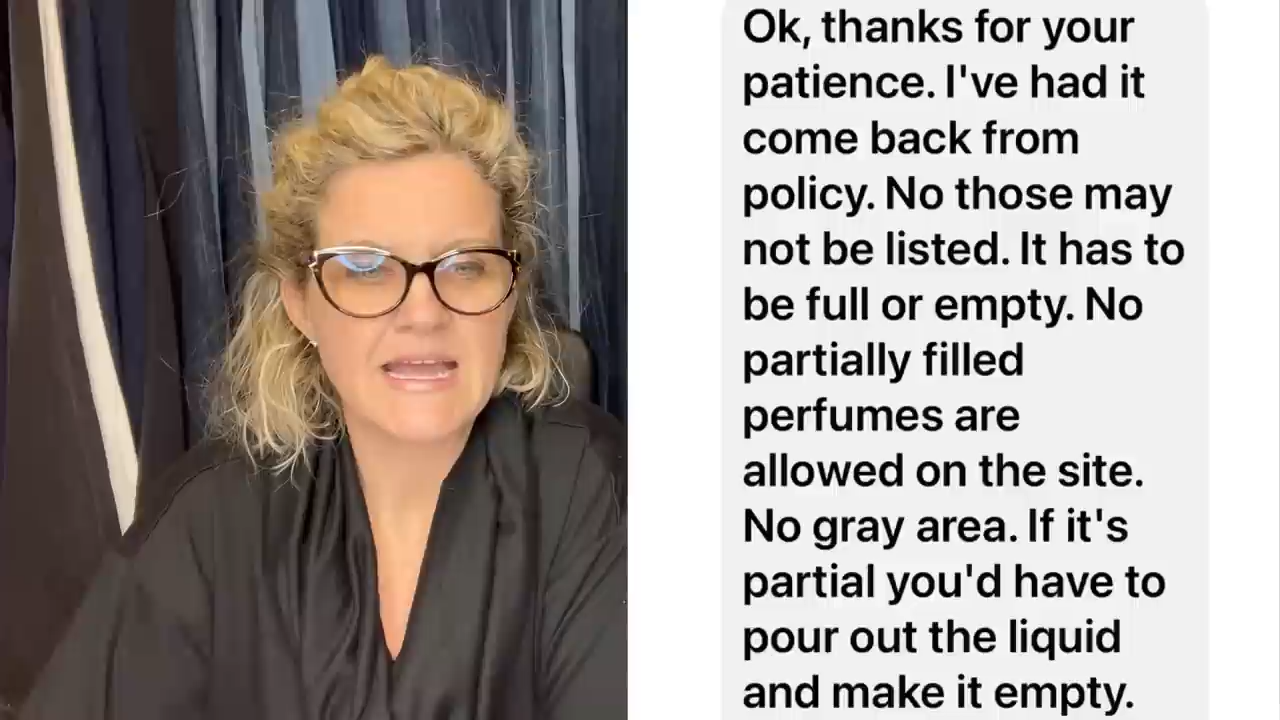 Ok, thanks for your
patience. I've had it
come back from
policy. No those may
not be listed. It has to
be full or empty. No
partially filled
perfumes are
allowed on the site.
No gray area. If it's
partial you'd have to
pour out the liquid
and make it empty.